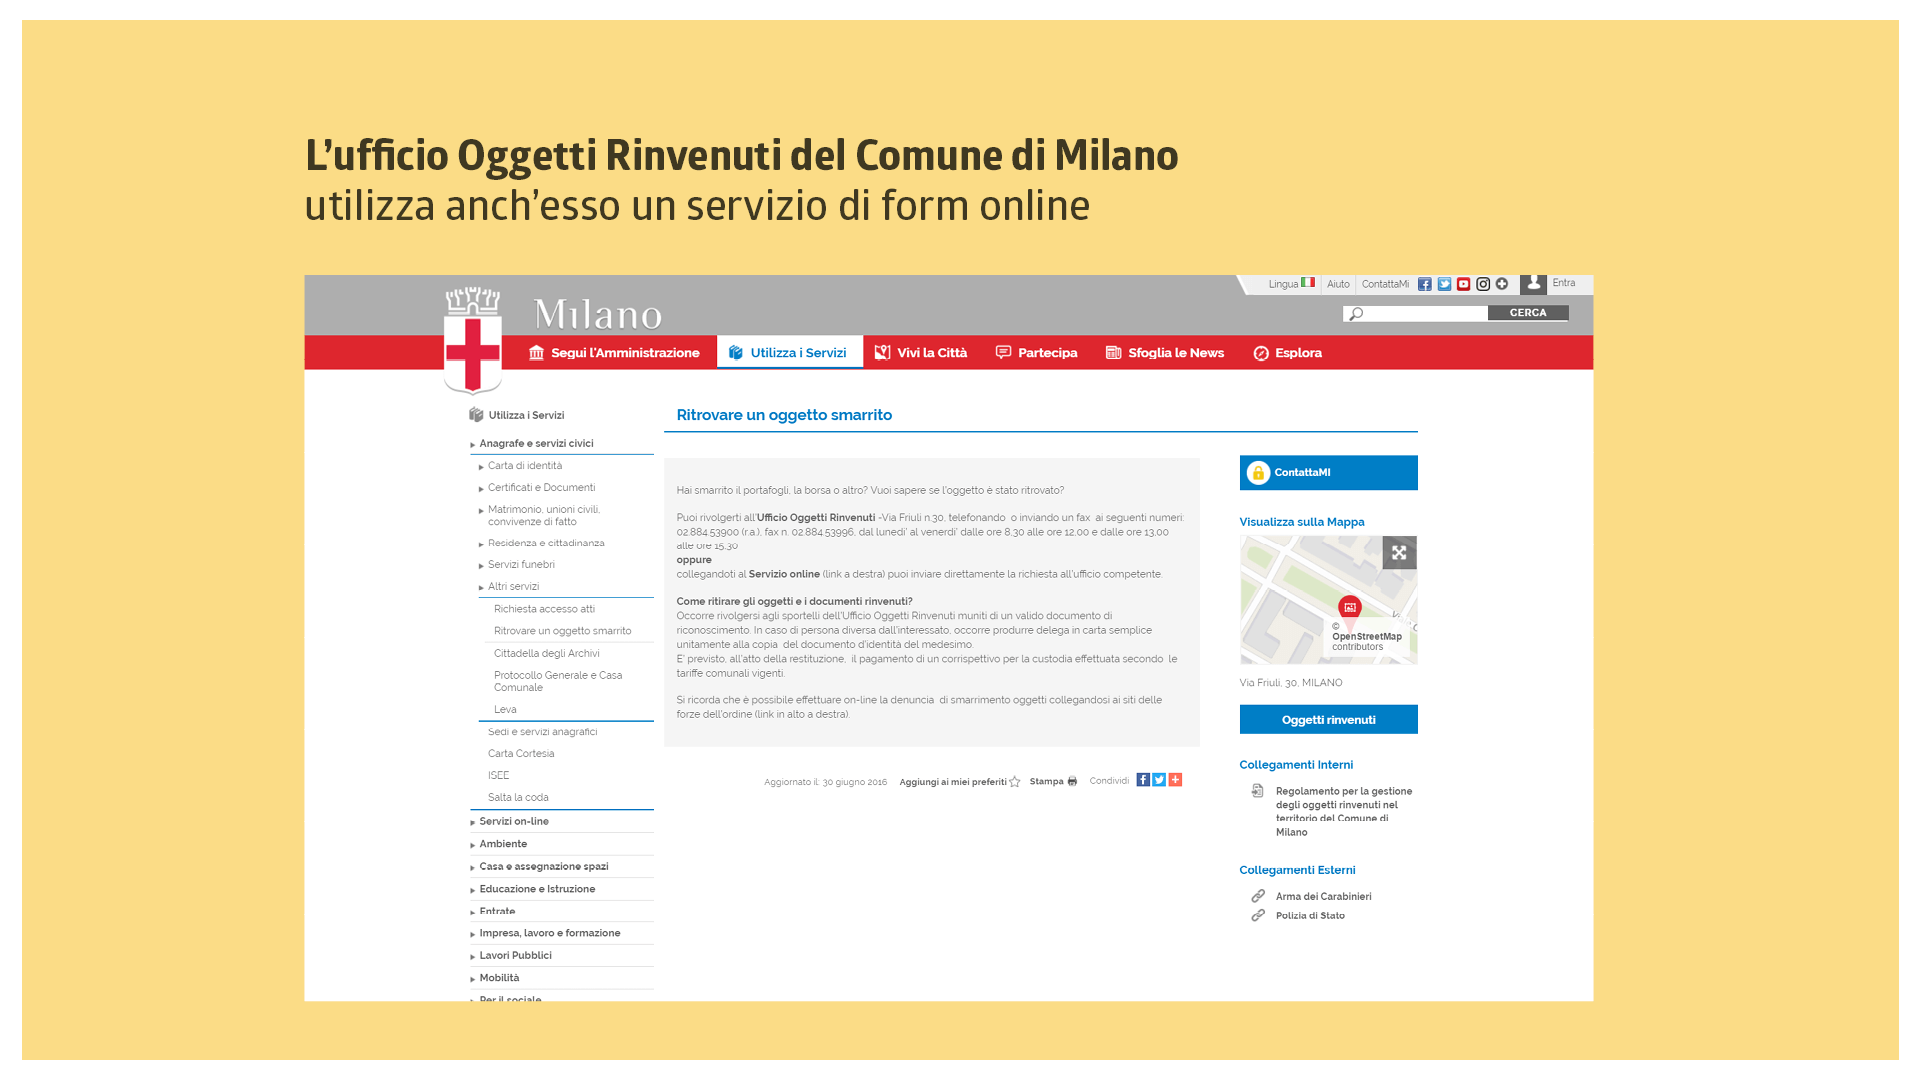 L'ufficio Oggetti Rinvenuti del Comune di Milano
utilizza anch'esso un servizio di form online
Lingua
Aiuto
ContattaMi
Entra
Milano
CERCA
Segui l'Amministrazione
Utilizza i Servizi
Vivi la Città
Partecipa
Sfoglia le News
Esplora
Utilizza i Servizi
Anagrafe e servizi civici
Carta di identità
Certificati e Documenti
Matrimonio, unioni civili,
convivenze di fatto
Residenza e cittadinanza
Servizi funebri
Altri servizi
Richiesta accesso atti
Ritrovare un oggetto smarrito
Cittadella degli Archivi
Protocollo Generale e Casa
Comunale
Leva
Sedi e servizi anagrafici
Carta Cortesia
ISEE
Salta la coda
Servizi on-line
Ambiente
Casa e assegnazione spazi
Educazione e Istruzione
Entrate
Impresa, lavoro e formazione
Lavori Pubblici
Mobilità
Per il sociale
Ritrovare un oggetto smarrito
Hai smarrito il portafogli, la borsa o altro? Vuoi sapere se l'oggetto è stato ritrovato?
Puoi rivolgerti all'Ufficio Oggetti Rinvenuti -Via Friuli n.30, telefonando o inviando un fax ai seguenti numeri:
02.884.53900 (r.a.), fax n. 02.884.53996, dal lunedi' al venerdi' dalle ore 8,30 alle ore 12,00 e dalle ore 13,00
alle ore 15,30
oppure
collegandoti al Servizio online (link a destra) puoi inviare direttamente la richiesta all'ufficio competente.
Come ritirare gli oggetti e i documenti rinvenuti?
Occorre rivolgersi agli sportelli dell'Ufficio Oggetti Rinvenuti muniti di un valido documento di
riconoscimento. In caso di persona diversa dall'interessato, occorre produrre delega in carta semplice
unitamente alla copia del documento d'identità del medesimo.
E' previsto, all'atto della restituzione, il pagamento di un corrispettivo per la custodia effettuata secondo le
tariffe comunali vigenti.
Si ricorda che è possibile effettuare on-line la denuncia di smarrimento oggetti collegandosi ai siti delle
forze dell'ordine (link in alto a destra).
Aggiornato il: 30 giugno 2016
Aggiungi ai miei preferiti
Stampa
Condividi
ContattaMI
Visualizza sulla Mappa
©
OpenStreetMap
contributors
Via Friuli, 30, MILANO
Oggetti rinvenuti
Collegamenti Interni
Regolamento per la gestione
degli oggetti rinvenuti nel
territorio del Comune di
Milano
Collegamenti Esterni
Arma dei Carabinieri
Polizia di Stato